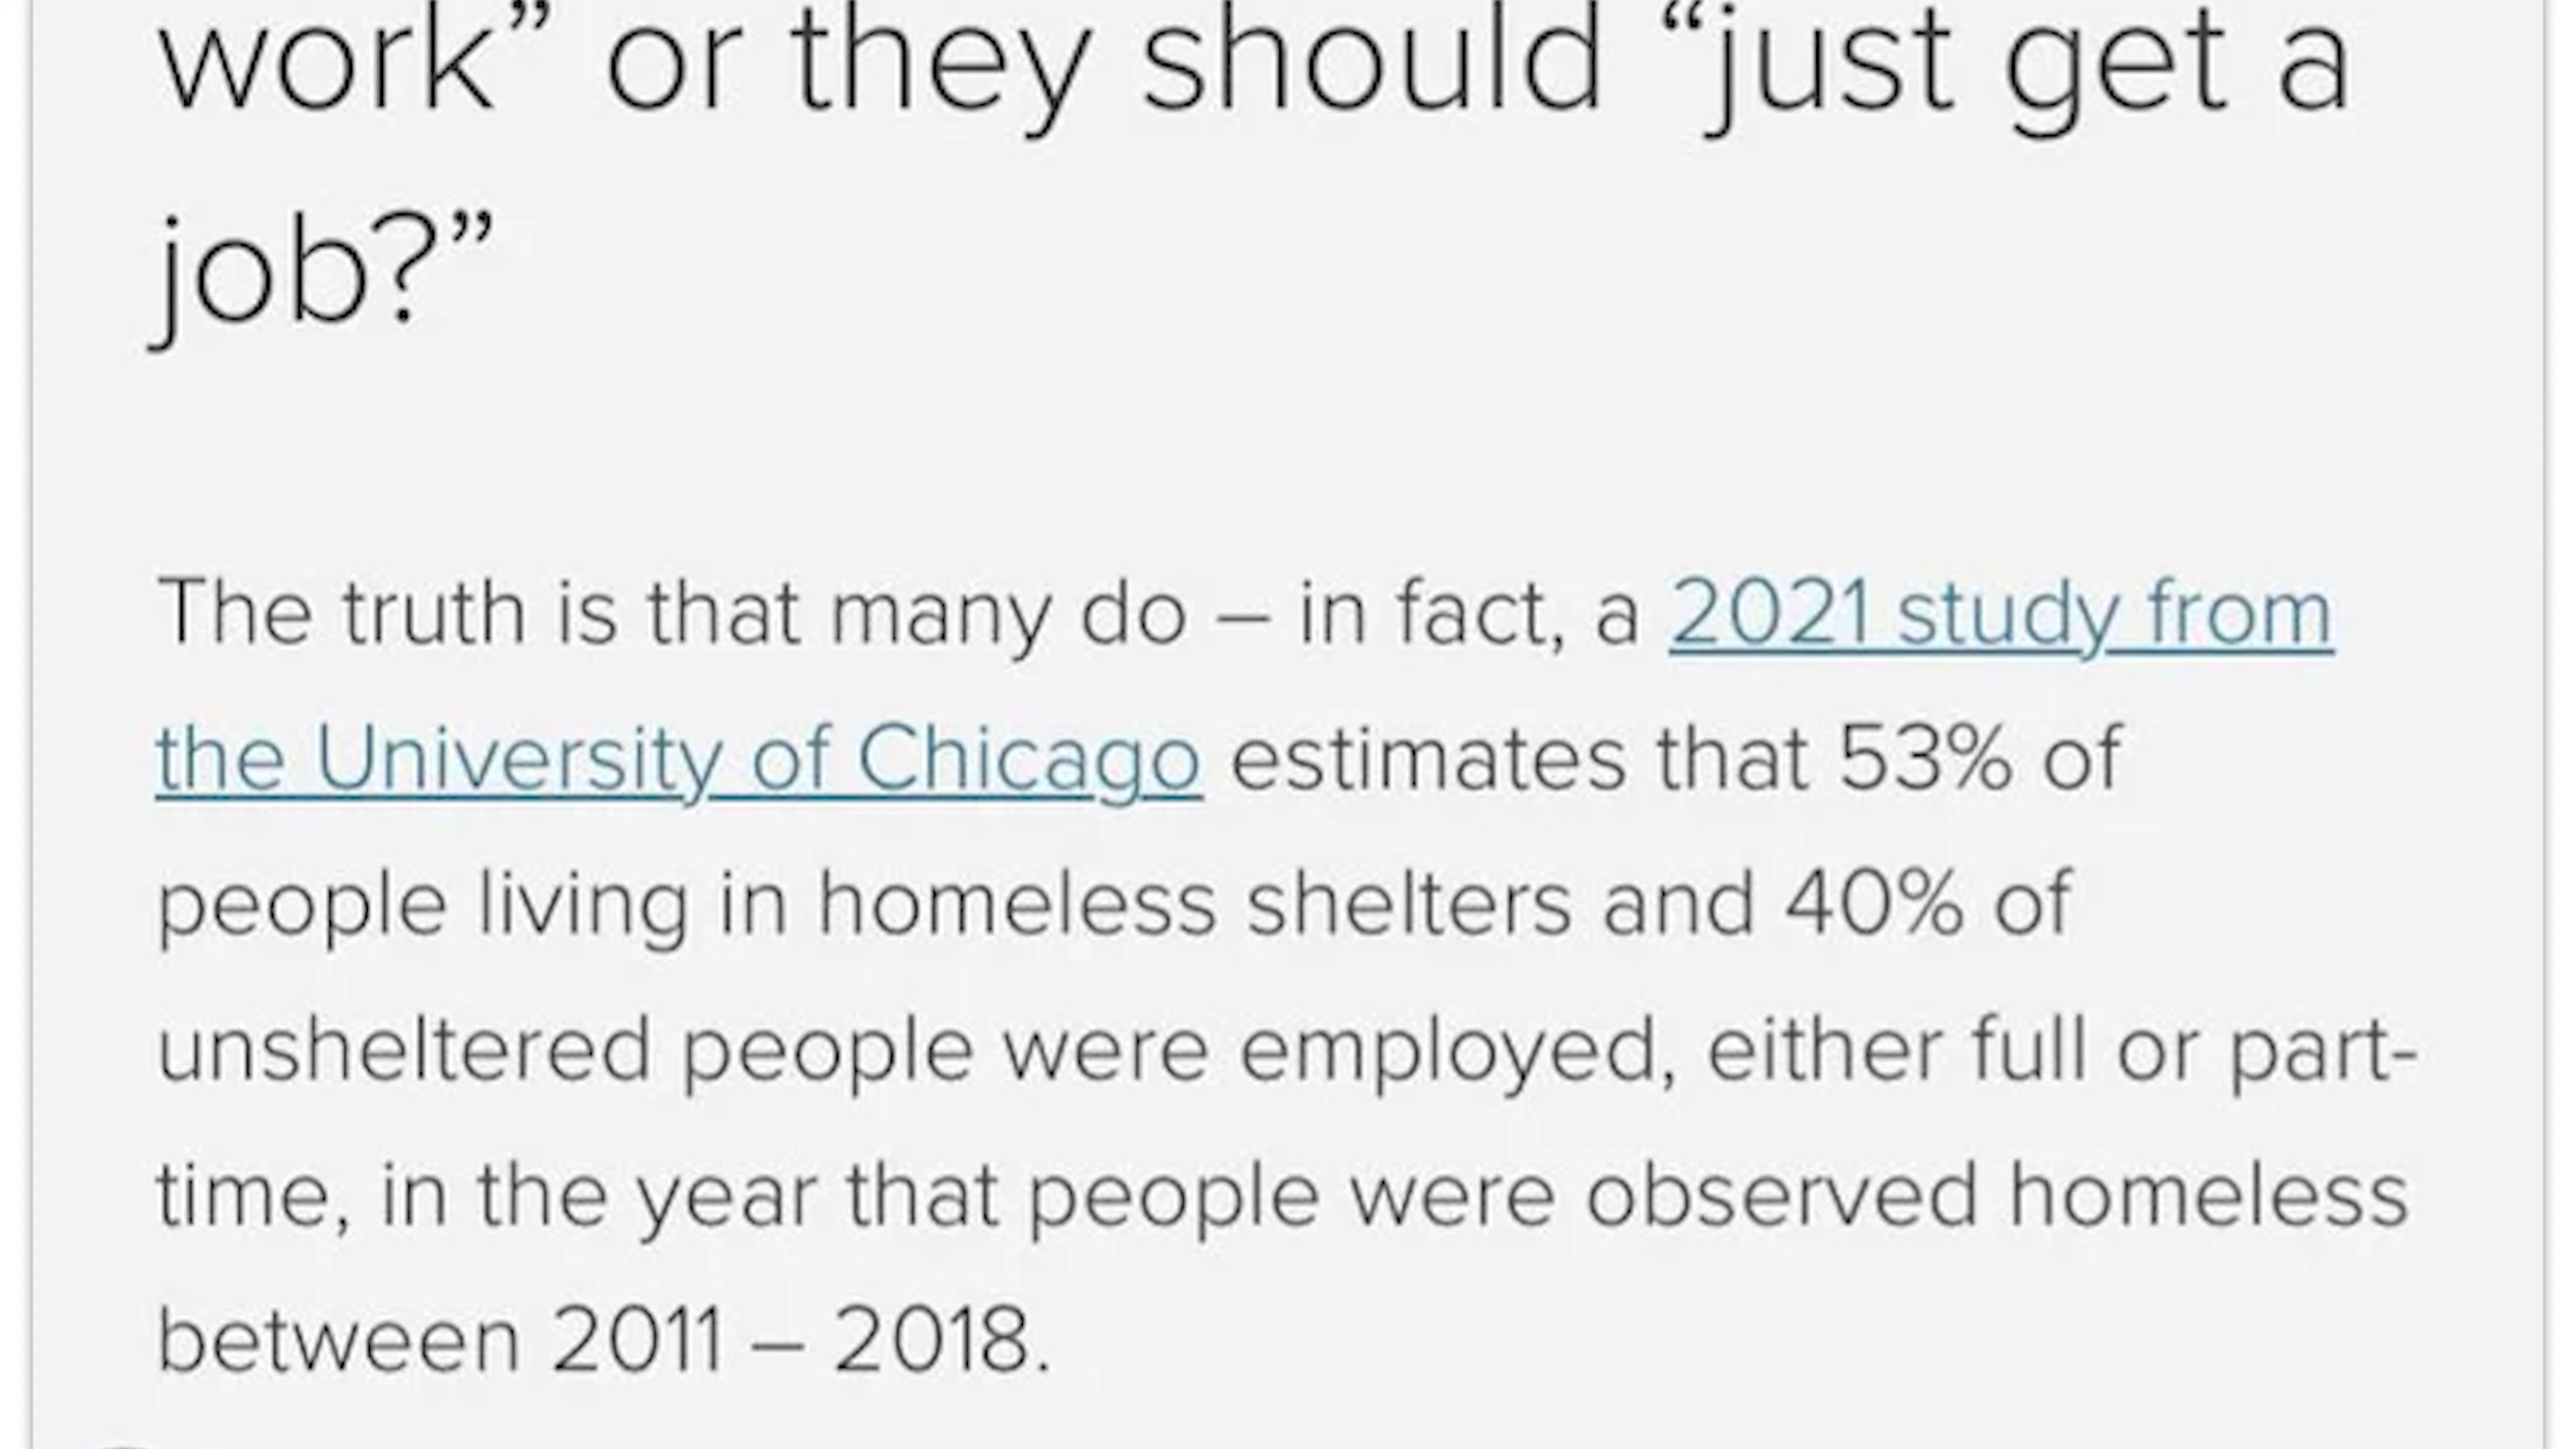 work” or they should “just get a
job?”
The truth is that many do – in fact, a 2021 study from
the University of Chicago estimates that 53% of
people living in homeless shelters and 40% of
unsheltered people were employed, either full or part-
time, in the year that people were observed homeless
between 2011 – 2018.